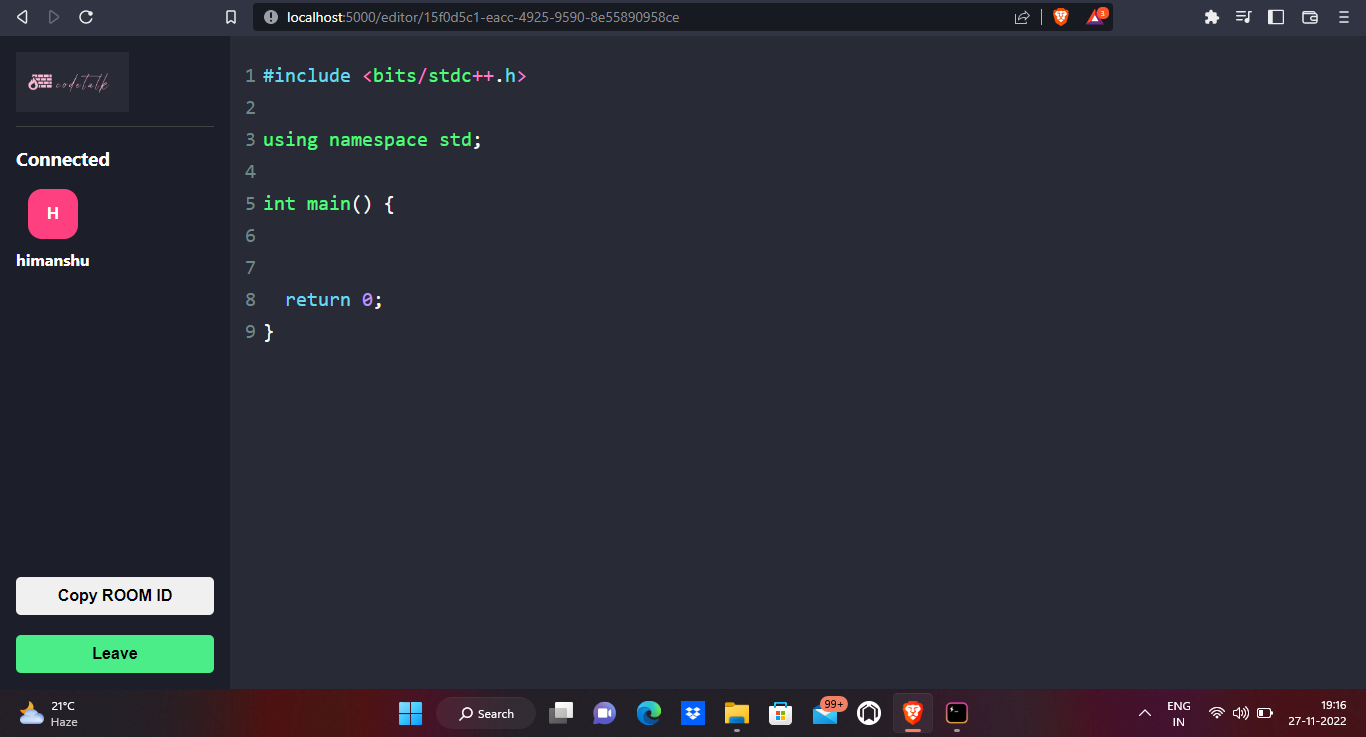 localhost:5000/editor/15f0d5c1-eacc-4925-9590-8e55890958ce
3
codetalk
Connected
H
himanshu
Copy ROOM ID
Leave
1 #include <bits/stdc++.h>
2
3 using namespace std;
4
5 int main() {
6
7
8   return 0;
9 }
21°C
Haze
Search
99+
ENG
IN
19:16
27-11-2022